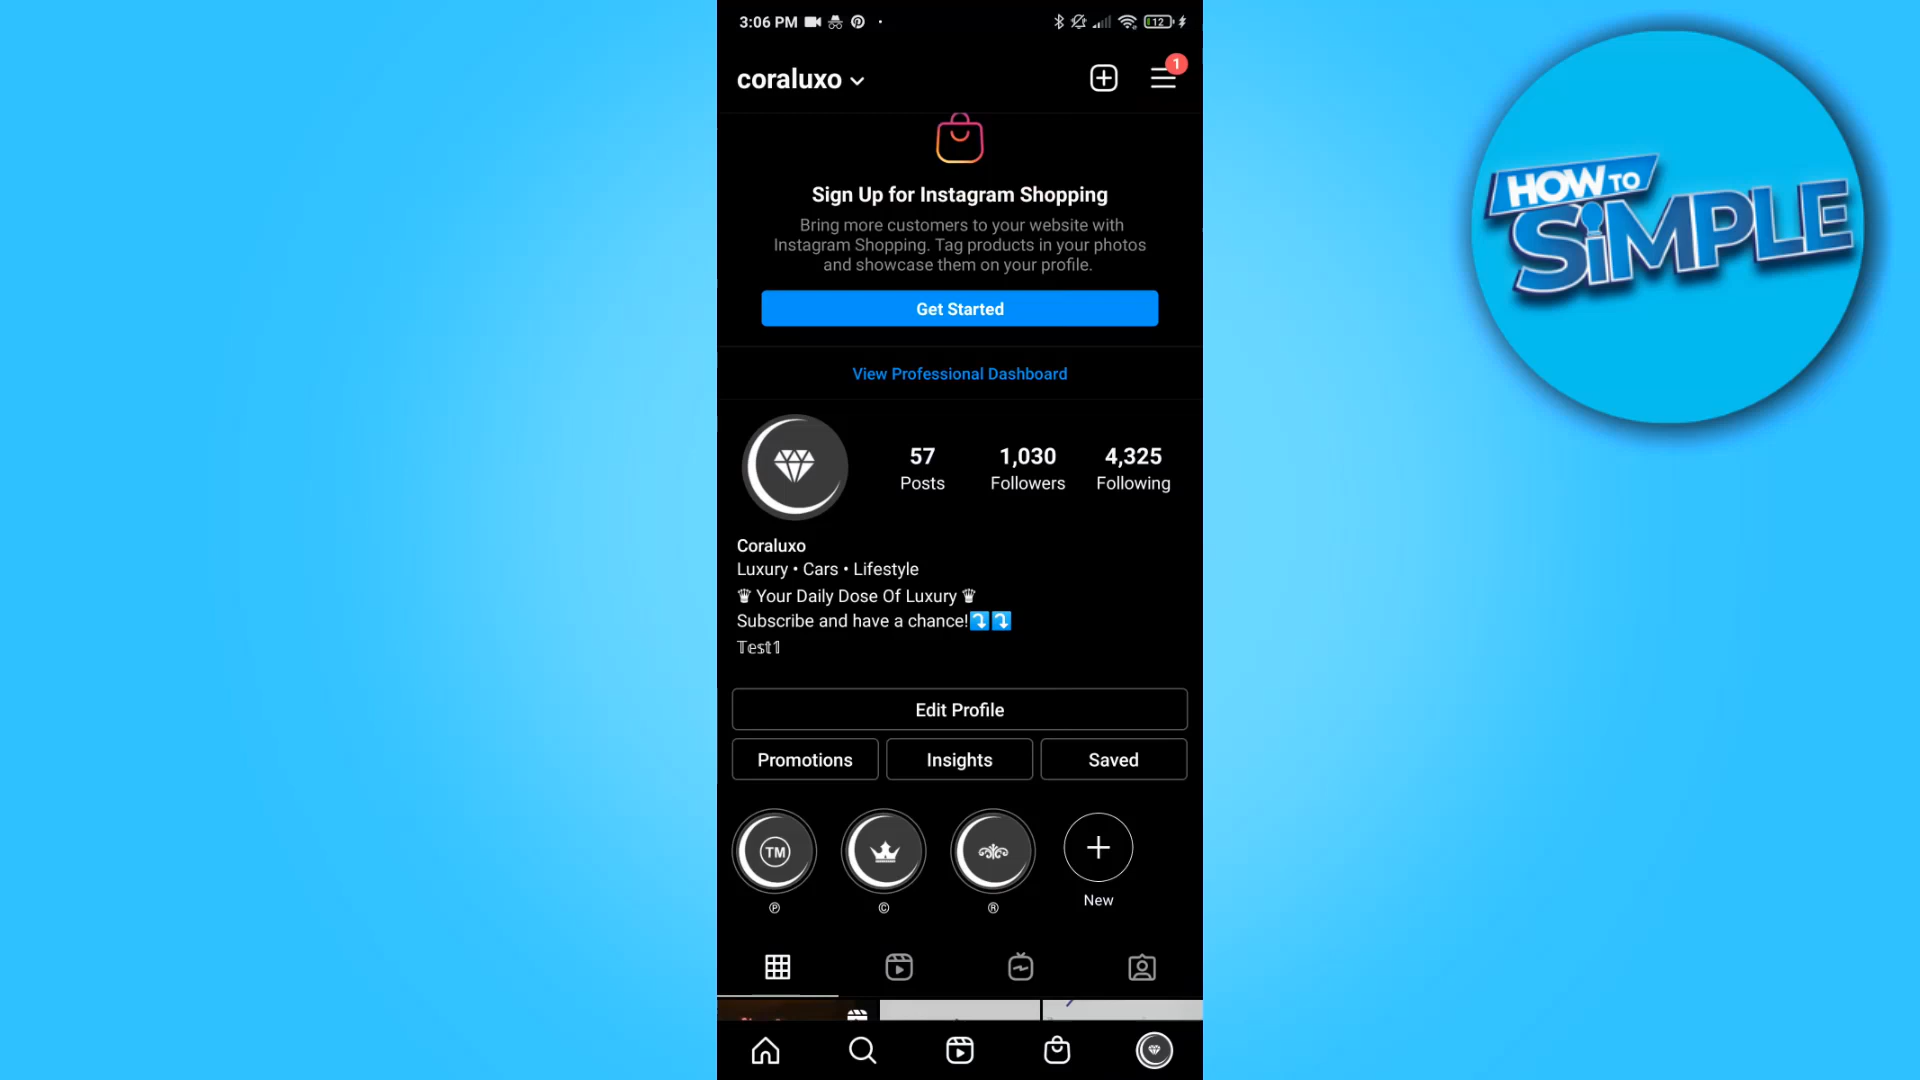 3:06 PM
12
coraluxo
1
HOW TO
SiMPLE
Sign Up for Instagram Shopping
Bring more customers to your website with
Instagram Shopping. Tag products in your photos
and showcase them on your profile.
Get Started
View Professional Dashboard
57 1,030 4,325
Posts Followers Following
Coraluxo
Luxury • Cars • Lifestyle
♛ Your Daily Dose Of Luxury ♛
Subscribe and have a chance!⤵️⤵️
𝕋𝕖𝕤𝕥𝟙
Edit Profile
Promotions Insights Saved
TM
Ⓟ © ® New